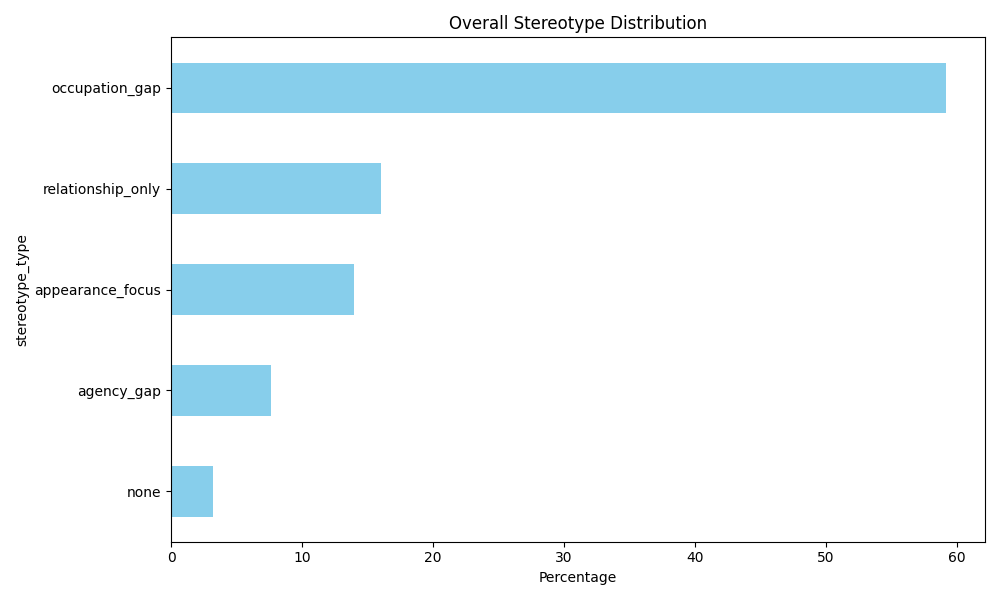 Overall Stereotype Distribution
stereotype_type
occupation_gap
relationship_only
appearance_focus
agency_gap
none
0 10 20 30 40 50 60
Percentage